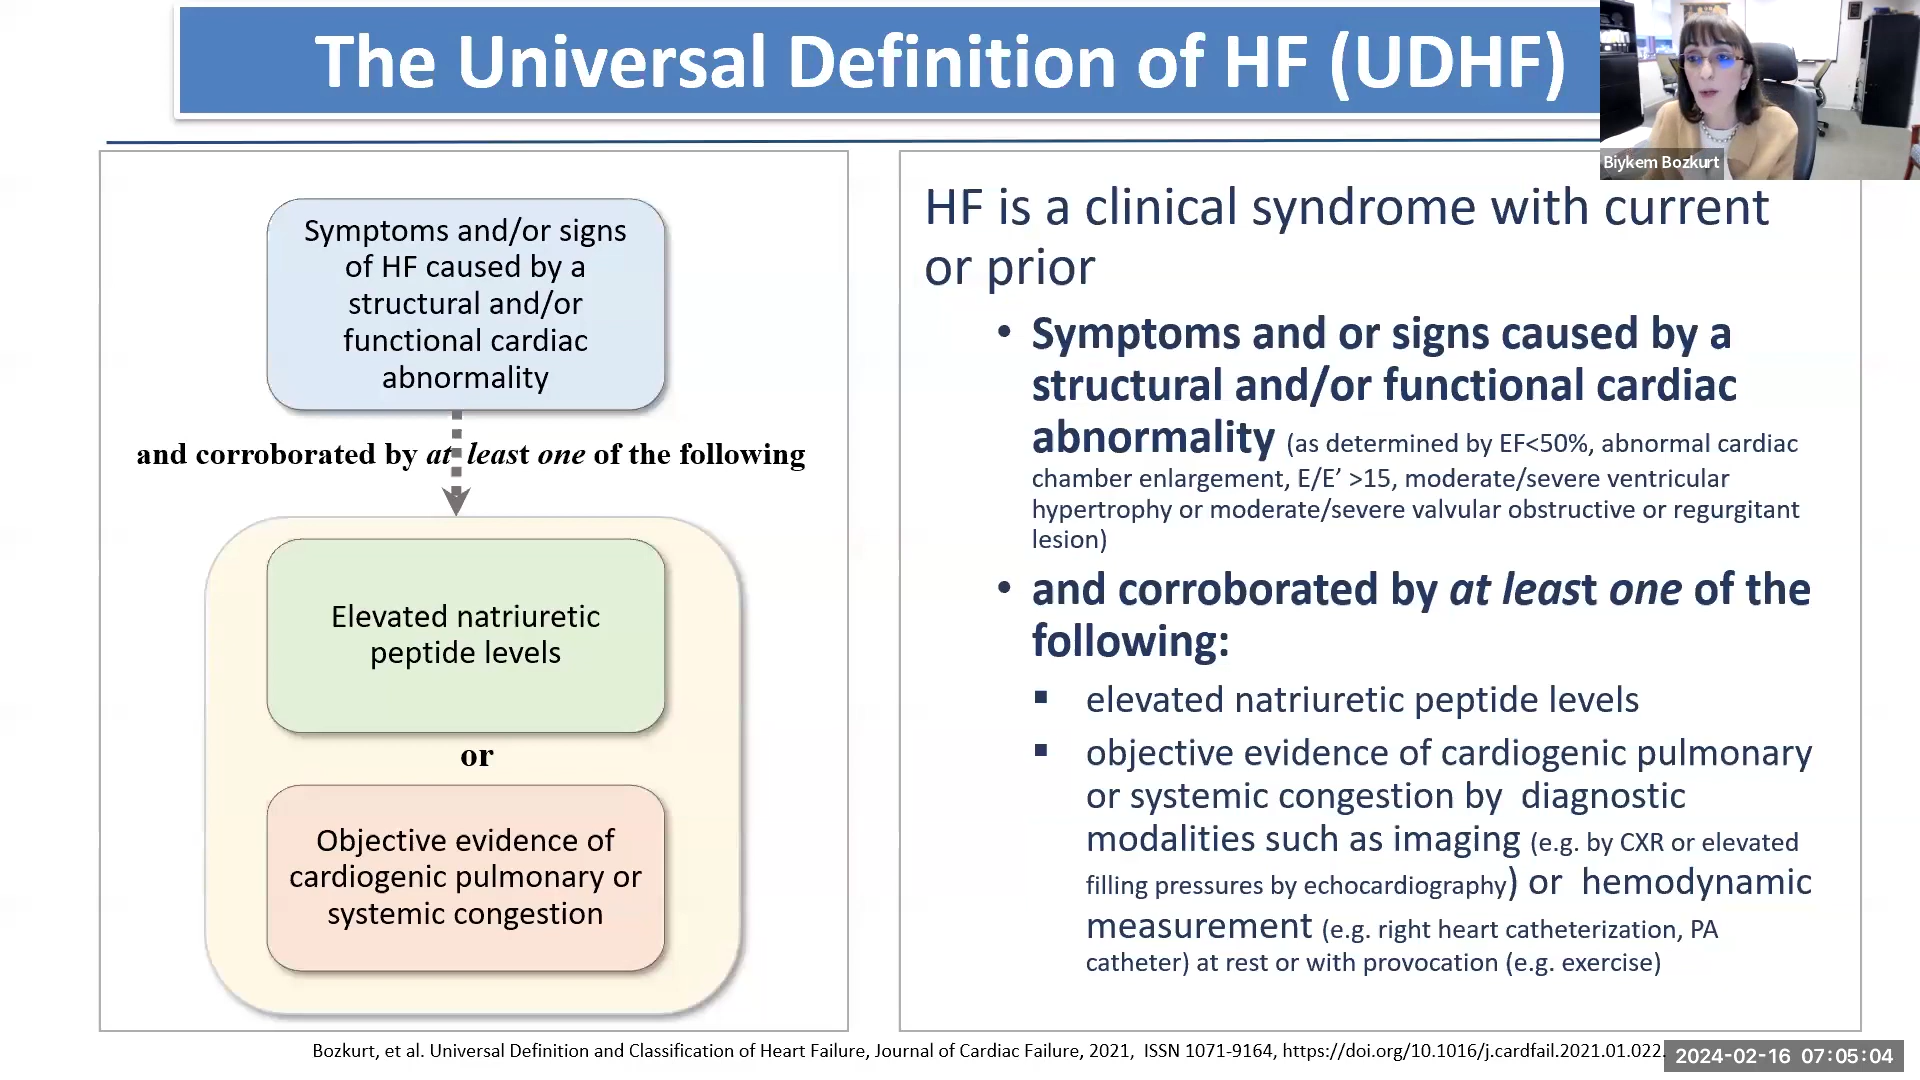 The Universal Definition of HF (UDHF)
Biykem Bozkurt
Symptoms and/or signs
of HF caused by a
structural and/or
functional cardiac
abnormality
and corroborated by at least one of the following
Elevated natriuretic
peptide levels
or
Objective evidence of
cardiogenic pulmonary or
systemic congestion
HF is a clinical syndrome with current
or prior
• Symptoms and or signs caused by a
structural and/or functional cardiac
abnormality (as determined by EF<50%, abnormal cardiac
chamber enlargement, E/E’ >15, moderate/severe ventricular
hypertrophy or moderate/severe valvular obstructive or regurgitant
lesion)
• and corroborated by at least one of the
following:
▪ elevated natriuretic peptide levels
▪ objective evidence of cardiogenic pulmonary
or systemic congestion by diagnostic
modalities such as imaging (e.g. by CXR or elevated
filling pressures by echocardiography) or hemodynamic
measurement (e.g. right heart catheterization, PA
catheter) at rest or with provocation (e.g. exercise)
Bozkurt, et al. Universal Definition and Classification of Heart Failure, Journal of Cardiac Failure, 2021, ISSN 1071-9164, https://doi.org/10.1016/j.cardfail.2021.01.022.
2024-02-16 07:05:04